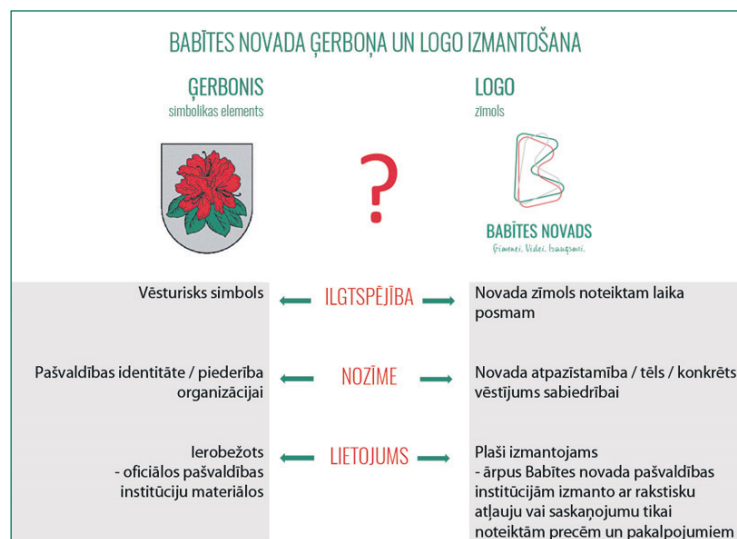 BABĪTES NOVADA ĢERBOŅA UN LOGO IZMANTOŠANA
ĢERBONIS
simbolikas elements
LOGO
zīmols
?
BABĪTES NOVADS
Ģimenei. Videi. Izaugsmei.
Vēsturisks simbols
ILGTSPĒJĪBA
Novada zīmols noteiktam laika
posmam
Pašvaldības identitāte / piederība
organizācijai
NOZĪME
Novada atpazīstamība / tēls / konkrēts
vēstījums sabiedrībai
Ierobežots
- oficiālos pašvaldības
institūciju materiālos
LIETOJUMS
Plaši izmantojams
- ārpus Babītes novada pašvaldības
institūcijām izmanto ar rakstisku
atļauju vai saskaņojumu tikai
noteiktām precēm un pakalpojumiem